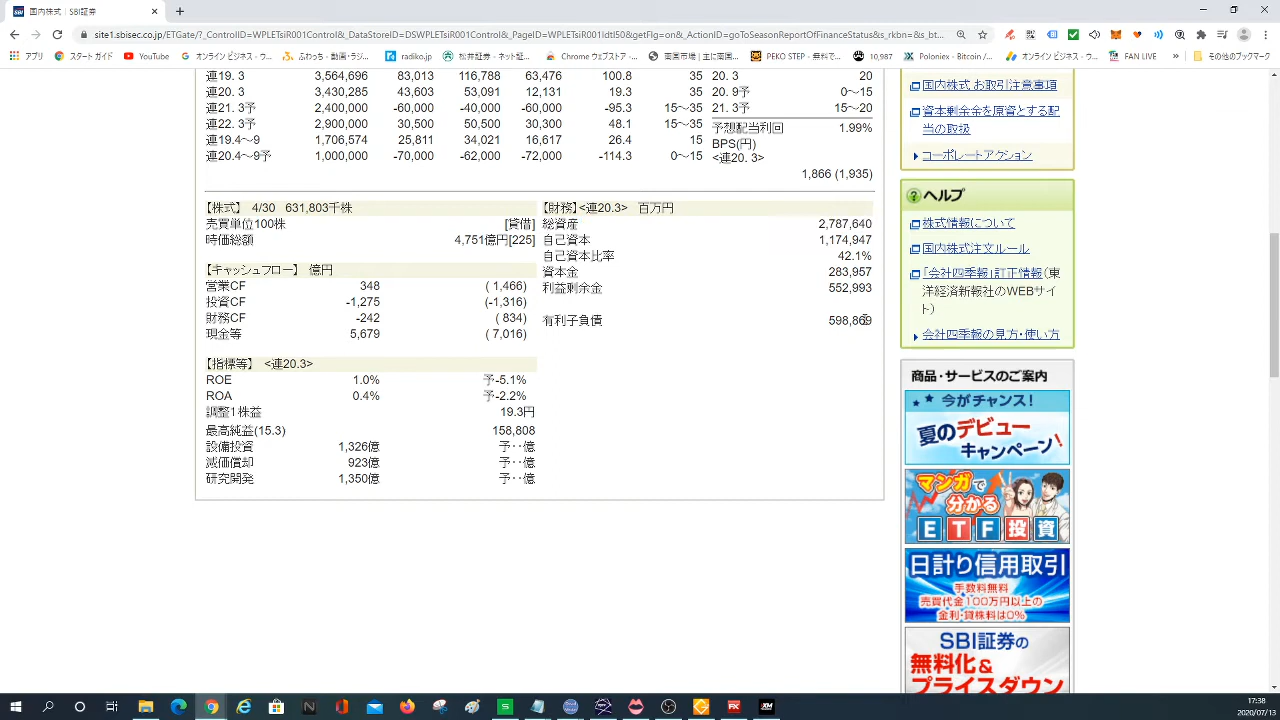 国内株式｜SBI証券
site1.sbisec.co.jp/ETGate/?_ControlID=WPLETsiR001Control&_DataStoreID=DSWPLETsiR001Control&_PageID=WPLETsiR001Idtl50&getFlg=on&_ActionID=goToSeasonReportOfFinanceStatus&s_rkbn=&s_bt...
アプリ スタート ガイド YouTube オンラインビジネス・ウ... ふゅうら・動画・ラジ... radiko.jp 松井証券 - ネット証... Chrome ウェブストア -... 東南市場 | 主に南関... PEKO STEP - 無料で... 10,987 Poloniex - Bitcoin/... オンラインビジネス・ウ... FAN LIVE » その他のブックマーク
連19. 3 3,564,696 83,013 116,788 63,476 100.8 35 20. 3 20
連20. 3 3,430,285 43,603 53,091 12,131 19.3 35 20. 9予 0～15
連21. 3予 2,400,000 -60,000 -40,000 -60,000 -95.3 15～35 21. 3予 15～20
連22. 3予 2,900,000 30,500 50,500 30,300 48.1 15～35 予想配当利回 1.99%
連19.4～9 1,706,574 25,811 34,021 16,617 26.4 15 BPS(円)
連20.4～9予 1,000,000 -70,000 -62,000 -72,000 -114.3 0～15 <連20. 3>
1,866 (1,935)
【株式】 4/30 631,803千株 【財務】<連20.3> 百万円
売買単位100株 [貸借] 総資産 2,787,640
時価総額 4,751億円[225] 自己資本 1,174,947
自己資本比率 42.1%
【キャッシュフロー】 億円 資本金 283,957
営業CF 348 ( 1,466) 利益剰余金 552,993
投資CF -1,275 (-1,316)
財務CF -242 ( 834) 有利子負債 598,869
現金等 5,679 ( 7,016)
【指標等】 <連20.3>
ROE 1.0% 予-5.1%
ROA 0.4% 予-2.2%
調整1株益 19.3円
最高純益(15.3) 158,808
設備投資 1,326億 予‥億
減価償却 923億 予‥億
研究開発 1,350億 予‥億
国内株式 お取引注意事項
資本剰余金を原資とする配
当の取扱
コーポレートアクション
ヘルプ
株式情報について
国内株式注文ルール
「会社四季報」訂正情報(東
洋経済新報社のWEBサイ
ト)
会社四季報の見方・使い方
商品・サービスのご案内
今がチャンス！
夏のデビュー
キャンペーン！
マンガで
分かる
ETF投資
日計り信用取引
手数料無料
売買代金100万円以上の
金利・貸株料は0%
SBI証券の
無料化&
プライスダウン
17:38
2020/07/13